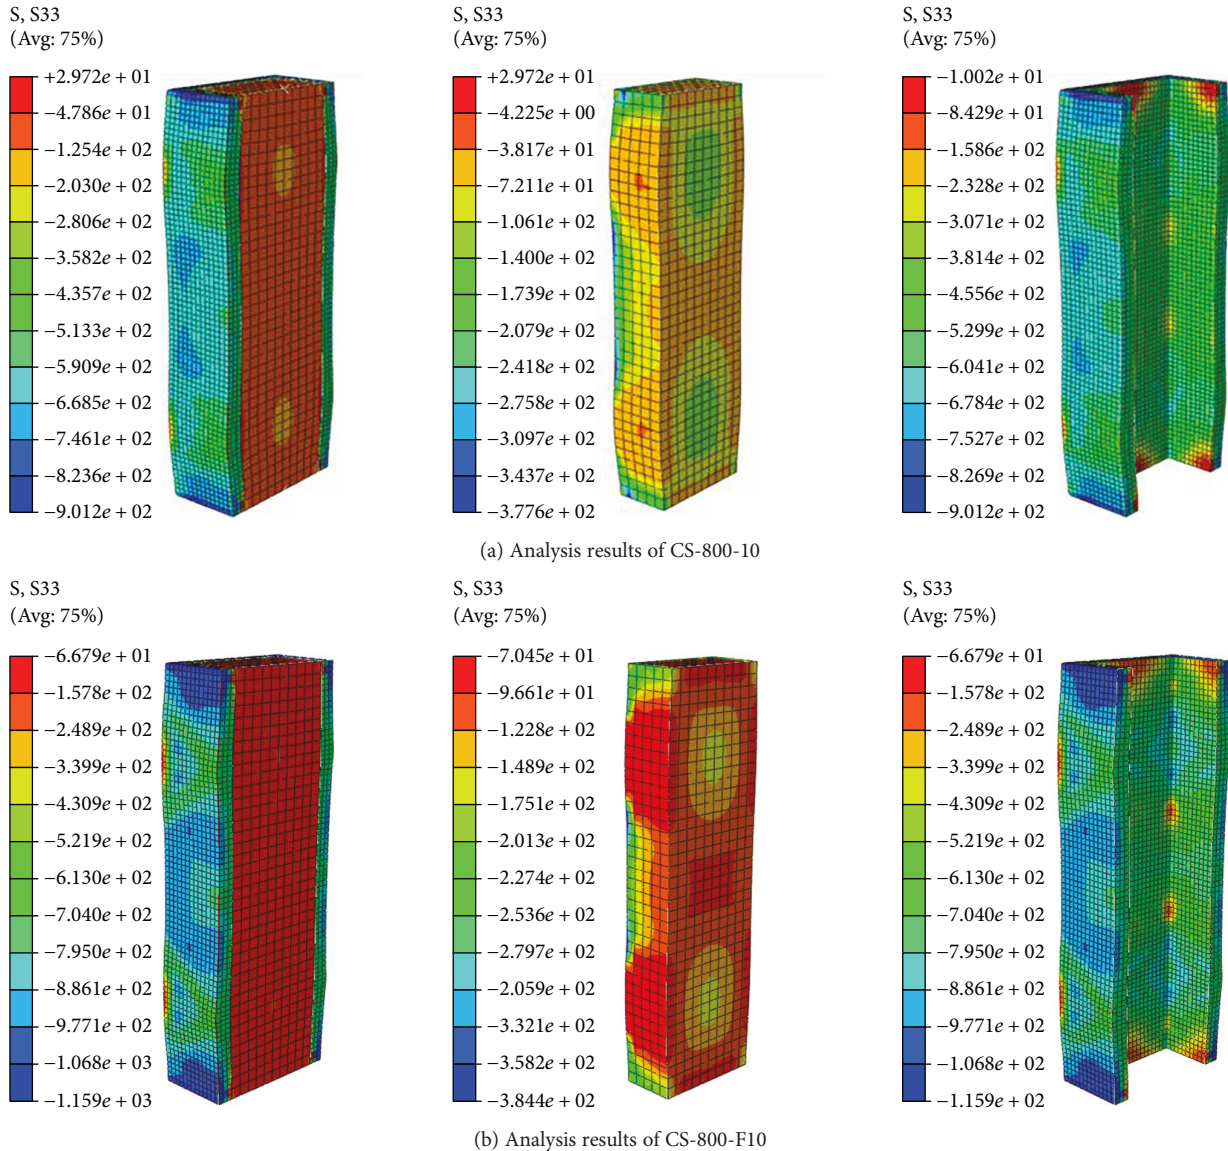 S, S33
(Avg: 75%)
+2.972e + 01
−4.786e + 01
−1.254e + 02
−2.030e + 02
−2.806e + 02
−3.582e + 02
−4.357e + 02
−5.133e + 02
−5.909e + 02
−6.685e + 02
−7.461e + 02
−8.236e + 02
−9.012e + 02
S, S33
(Avg: 75%)
+2.972e + 01
−4.225e + 00
−3.817e + 01
−7.211e + 01
−1.061e + 02
−1.400e + 02
−1.739e + 02
−2.079e + 02
−2.418e + 02
−2.758e + 02
−3.097e + 02
−3.437e + 02
−3.776e + 02
S, S33
(Avg: 75%)
−1.002e + 01
−8.429e + 01
−1.586e + 02
−2.328e + 02
−3.071e + 02
−3.814e + 02
−4.556e + 02
−5.299e + 02
−6.041e + 02
−6.784e + 02
−7.527e + 02
−8.269e + 02
−9.012e + 02
(a) Analysis results of CS-800-10
S, S33
(Avg: 75%)
−6.679e + 01
−1.578e + 02
−2.489e + 02
−3.399e + 02
−4.309e + 02
−5.219e + 02
−6.130e + 02
−7.040e + 02
−7.950e + 02
−8.861e + 02
−9.771e + 02
−1.068e + 03
−1.159e + 03
S, S33
(Avg: 75%)
−7.045e + 01
−9.661e + 01
−1.228e + 02
−1.489e + 02
−1.751e + 02
−2.013e + 02
−2.274e + 02
−2.536e + 02
−2.797e + 02
−2.059e + 02
−3.321e + 02
−3.582e + 02
−3.844e + 02
S, S33
(Avg: 75%)
−6.679e + 01
−1.578e + 02
−2.489e + 02
−3.399e + 02
−4.309e + 02
−5.219e + 02
−6.130e + 02
−7.040e + 02
−7.950e + 02
−8.861e + 02
−9.771e + 02
−1.068e + 02
−1.159e + 02
(b) Analysis results of CS-800-F10